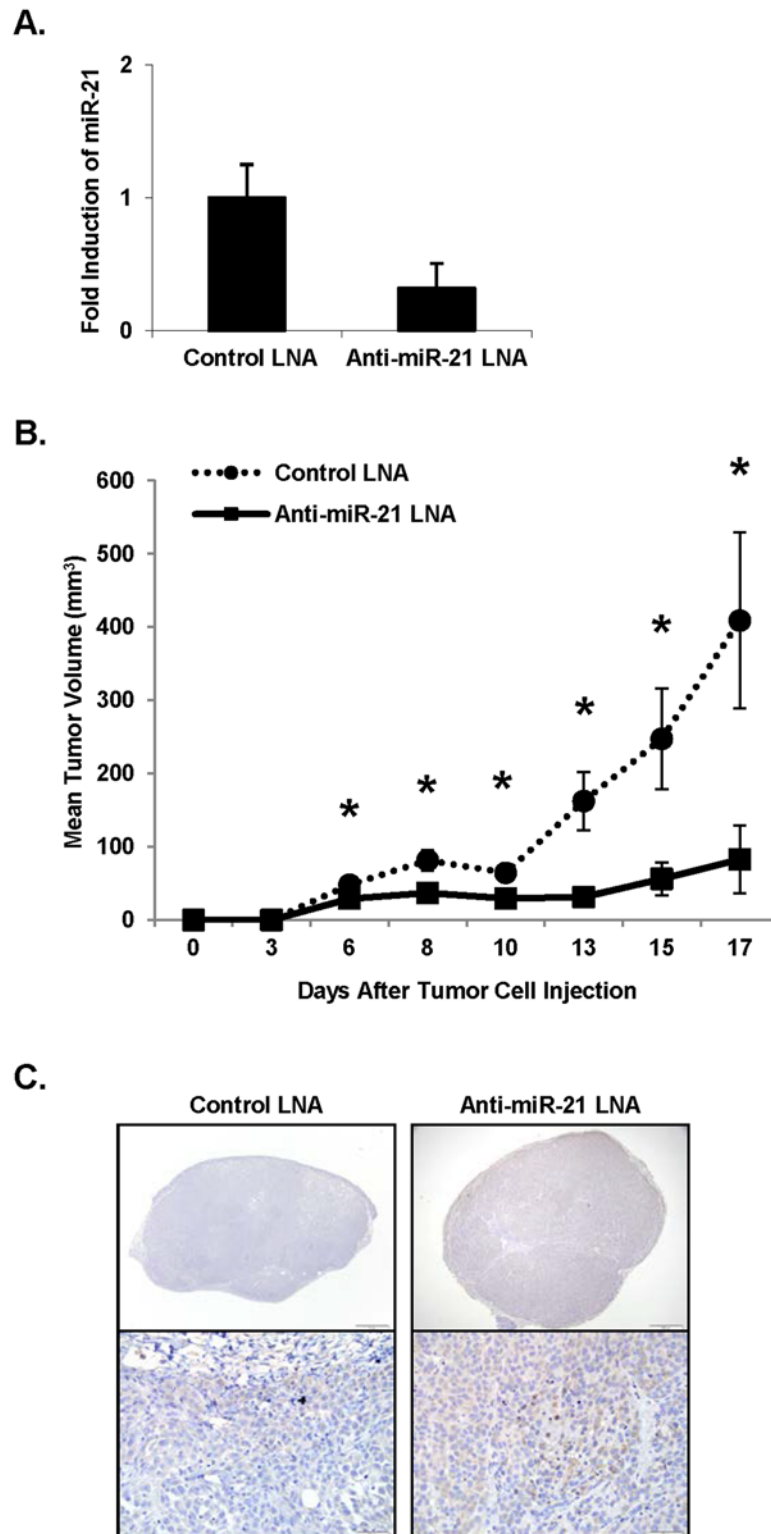 A.
Fold Induction of miR-21
2
1
0
Control LNA Anti-miR-21 LNA
B.
Mean Tumor Volume (mm³)
600
500
400
300
200
100
0
Control LNA
Anti-miR-21 LNA
*
*
*
*
*
*
0 3 6 8 10 13 15 17
Days After Tumor Cell Injection
C.
Control LNA Anti-miR-21 LNA